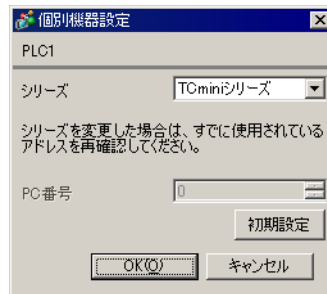 個別機器設定
PLC1
シリーズ
TCminiシリーズ
シリーズを変更した場合は、すでに使用されている
アドレスを再確認してください。
PC番号
0
初期設定
OK(O)
キャンセル